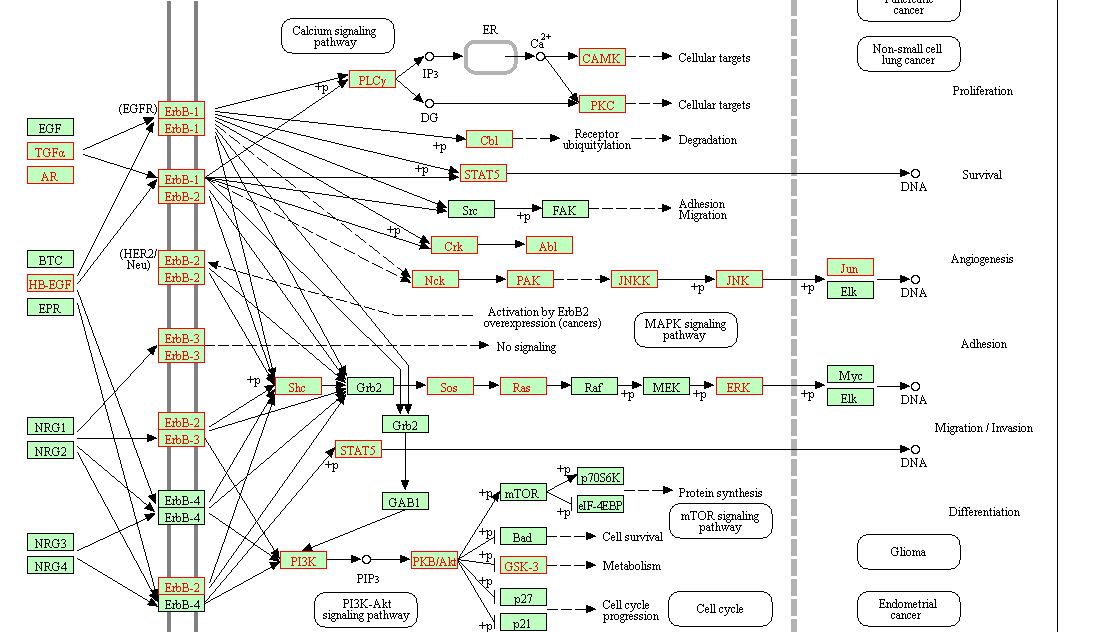 Pancreatic
cancer
Calcium signaling
pathway
ER
Ca2+
IP3
CAMK
Cellular targets
Non-small cell
lung cancer
PLCγ
+p
DG
PKC
Cellular targets
Proliferation
(EGFR)
ErbB-1
ErbB-1
EGF
TGFα
AR
+p
Cbl
Receptor
ubiquitylation
Degradation
ErbB-1
ErbB-2
+p
STAT5
DNA
Survival
Src
+p
FAK
Adhesion
Migration
+p
Crk
Abl
BTC
HB-EGF
EPR
(HER2/
Neu)
ErbB-2
ErbB-2
Nck
PAK
JNKK
+p
JNK
+p
Jun
Elk
DNA
Angiogenesis
Activation by ErbB2
overexpression (cancers)
MAPK signaling
pathway
ErbB-3
ErbB-3
No signaling
Adhesion
+p
Shc
Grb2
Sos
Ras
Raf
+p
MEK
+p
ERK
+p
Myc
Elk
DNA
NRG1
NRG2
ErbB-2
ErbB-3
Grb2
Migration / Invasion
STAT5
+p
DNA
ErbB-4
ErbB-4
GAB1
+p
mTOR
+p
p70S6K
+p
eIF-4EBP
Protein synthesis
mTOR signaling
pathway
Differentiation
NRG3
NRG4
+p
Bad
Cell survival
PI3K
PIP3
PKB/Akt
+p
GSK-3
Metabolism
Glioma
ErbB-2
ErbB-4
PI3K-Akt
signaling pathway
+p
p27
+p
p21
Cell cycle
progression
Cell cycle
Endometrial
cancer